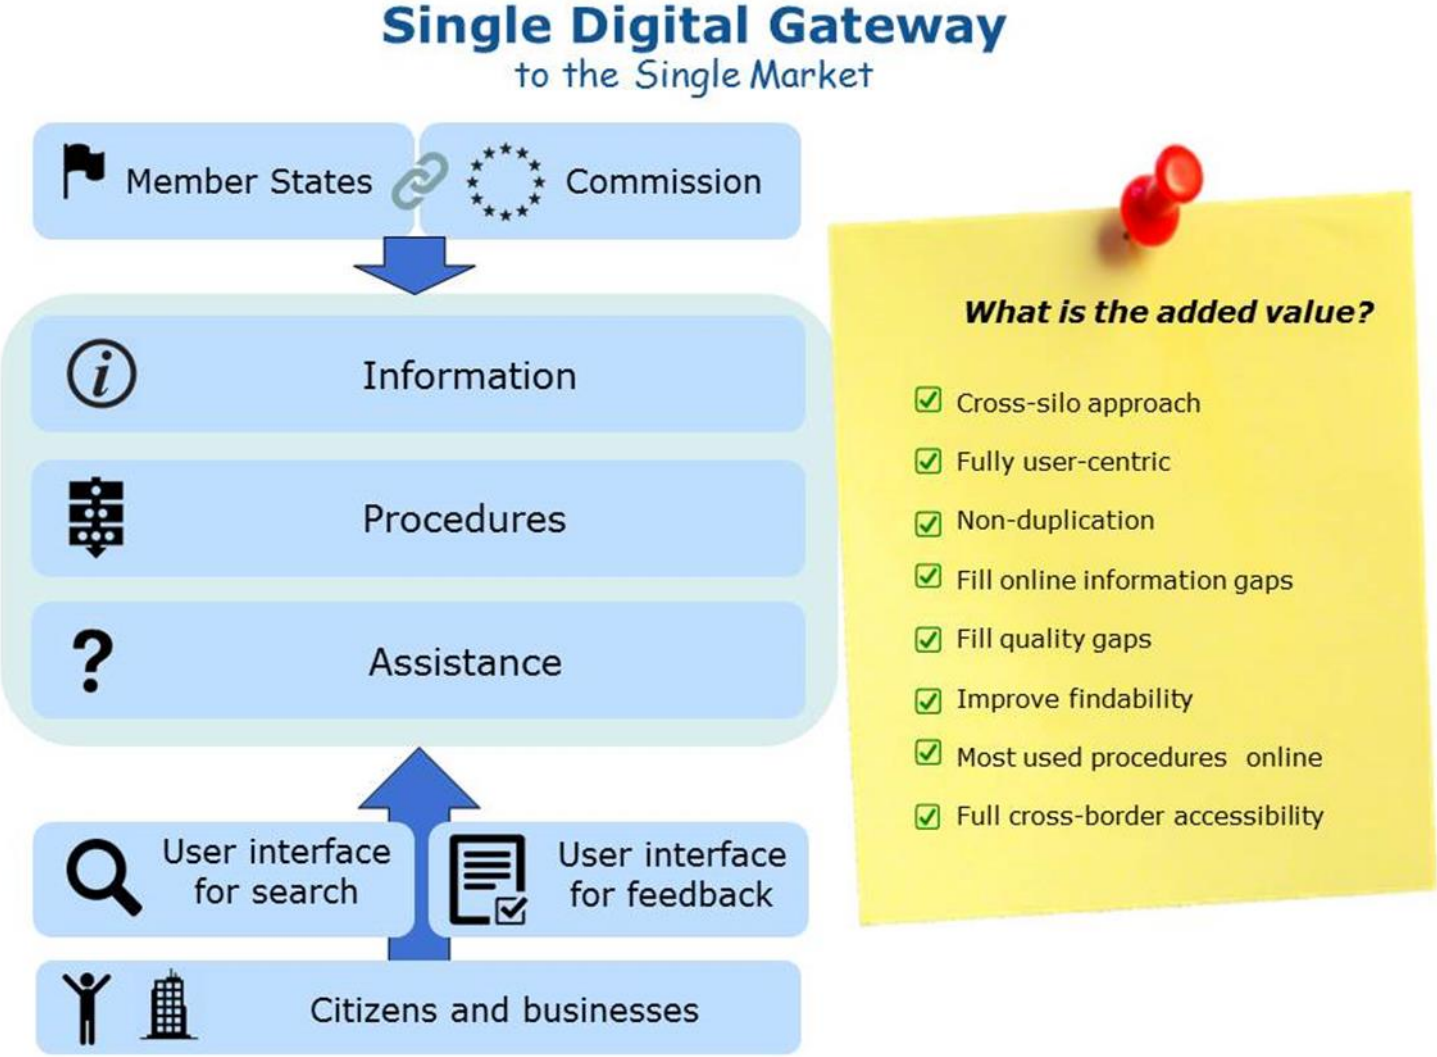 Single Digital Gateway
to the Single Market
Member States
Commission
Information
Procedures
Assistance
User interface
for search
User interface
for feedback
Citizens and businesses
What is the added value?
Cross-silo approach
Fully user-centric
Non-duplication
Fill online information gaps
Fill quality gaps
Improve findability
Most used procedures online
Full cross-border accessibility